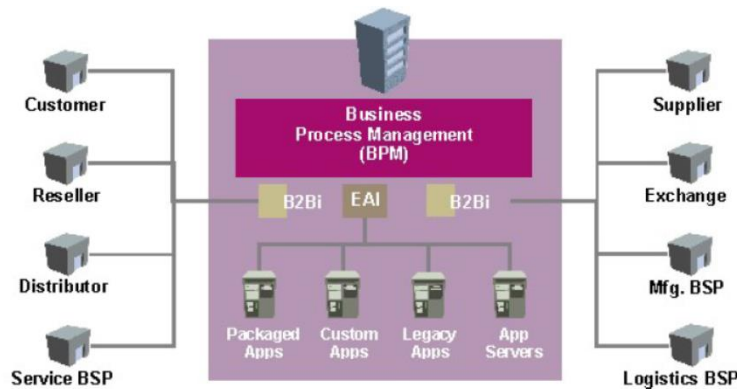 Customer
Reseller
Distributor
Service BSP
Business
Process Management
(BPM)
B2Bi
EAI
B2Bi
Packaged
Apps
Custom
Apps
Legacy
Apps
App
Servers
Supplier
Exchange
Mfg. BSP
Logistics BSP